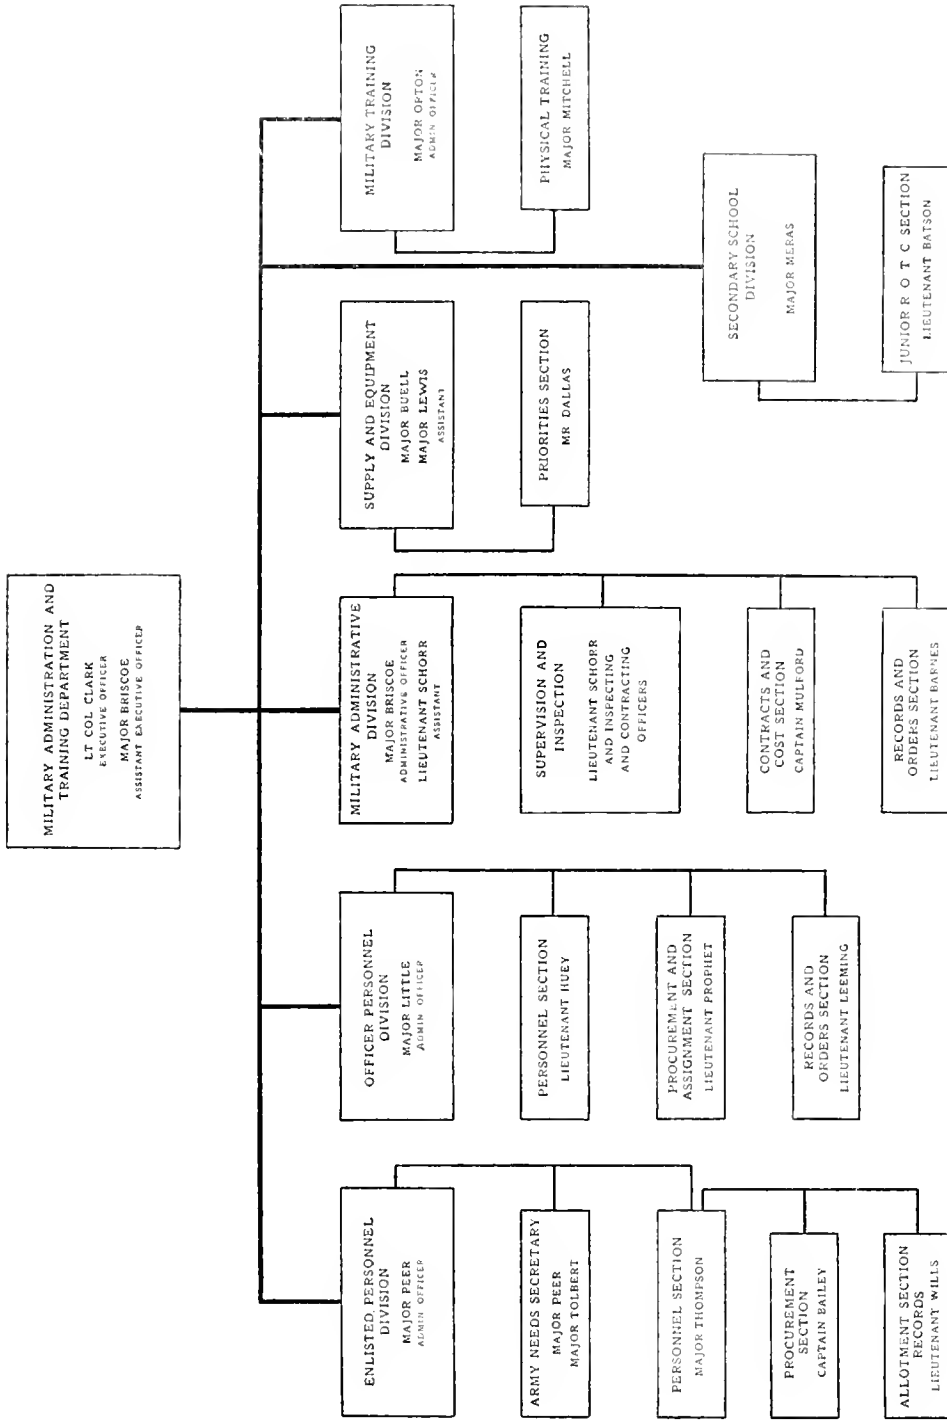 MILITARY ADMINISTRATION AND
TRAINING DEPARTMENT
LT COL CLARK
EXECUTIVE OFFICER
MAJOR BRISCOE
ASSISTANT EXECUTIVE OFFICER
ENLISTED PERSONNEL
DIVISION
MAJOR PEER
ADMIN OFFICER
ARMY NEEDS SECRETARY
MAJOR PEER
MAJOR TOLBERT
PERSONNEL SECTION
MAJOR THOMPSON
PROCUREMENT
SECTION
CAPTAIN BAILEY
ALLOTMENT SECTION
RECORDS
LIEUTENANT WILLS
OFFICER PERSONNEL
DIVISION
MAJOR LITTLE
ADMIN OFFICER
PERSONNEL SECTION
LIEUTENANT HUEY
PROCUREMENT AND
ASSIGNMENT SECTION
LIEUTENANT PROPHET
RECORDS AND
ORDERS SECTION
LIEUTENANT LEEMING
MILITARY ADMINISTRATIVE
DIVISION
MAJOR BRISCOE
ADMINISTRATIVE OFFICER
LIEUTENANT SCHORR
ASSISTANT
SUPERVISION AND
INSPECTION
LIEUTENANT SCHORR
AND INSPECTING
AND CONTRACTING
OFFICERS
CONTRACTS AND
COST SECTION
CAPTAIN MULFORD
RECORDS AND
ORDERS SECTION
LIEUTENANT BARNES
SUPPLY AND EQUIPMENT
DIVISION
MAJOR BUELL
MAJOR LEWIS
ASSISTANT
PRIORITIES SECTION
MR DALLAS
MILITARY TRAINING
DIVISION
MAJOR OPTON
ADMIN OFFICER
PHYSICAL TRAINING
MAJOR MITCHELL
SECONDARY SCHOOL
DIVISION
MAJOR MERAS
JUNIOR R O T C SECTION
LIEUTENANT BATSON